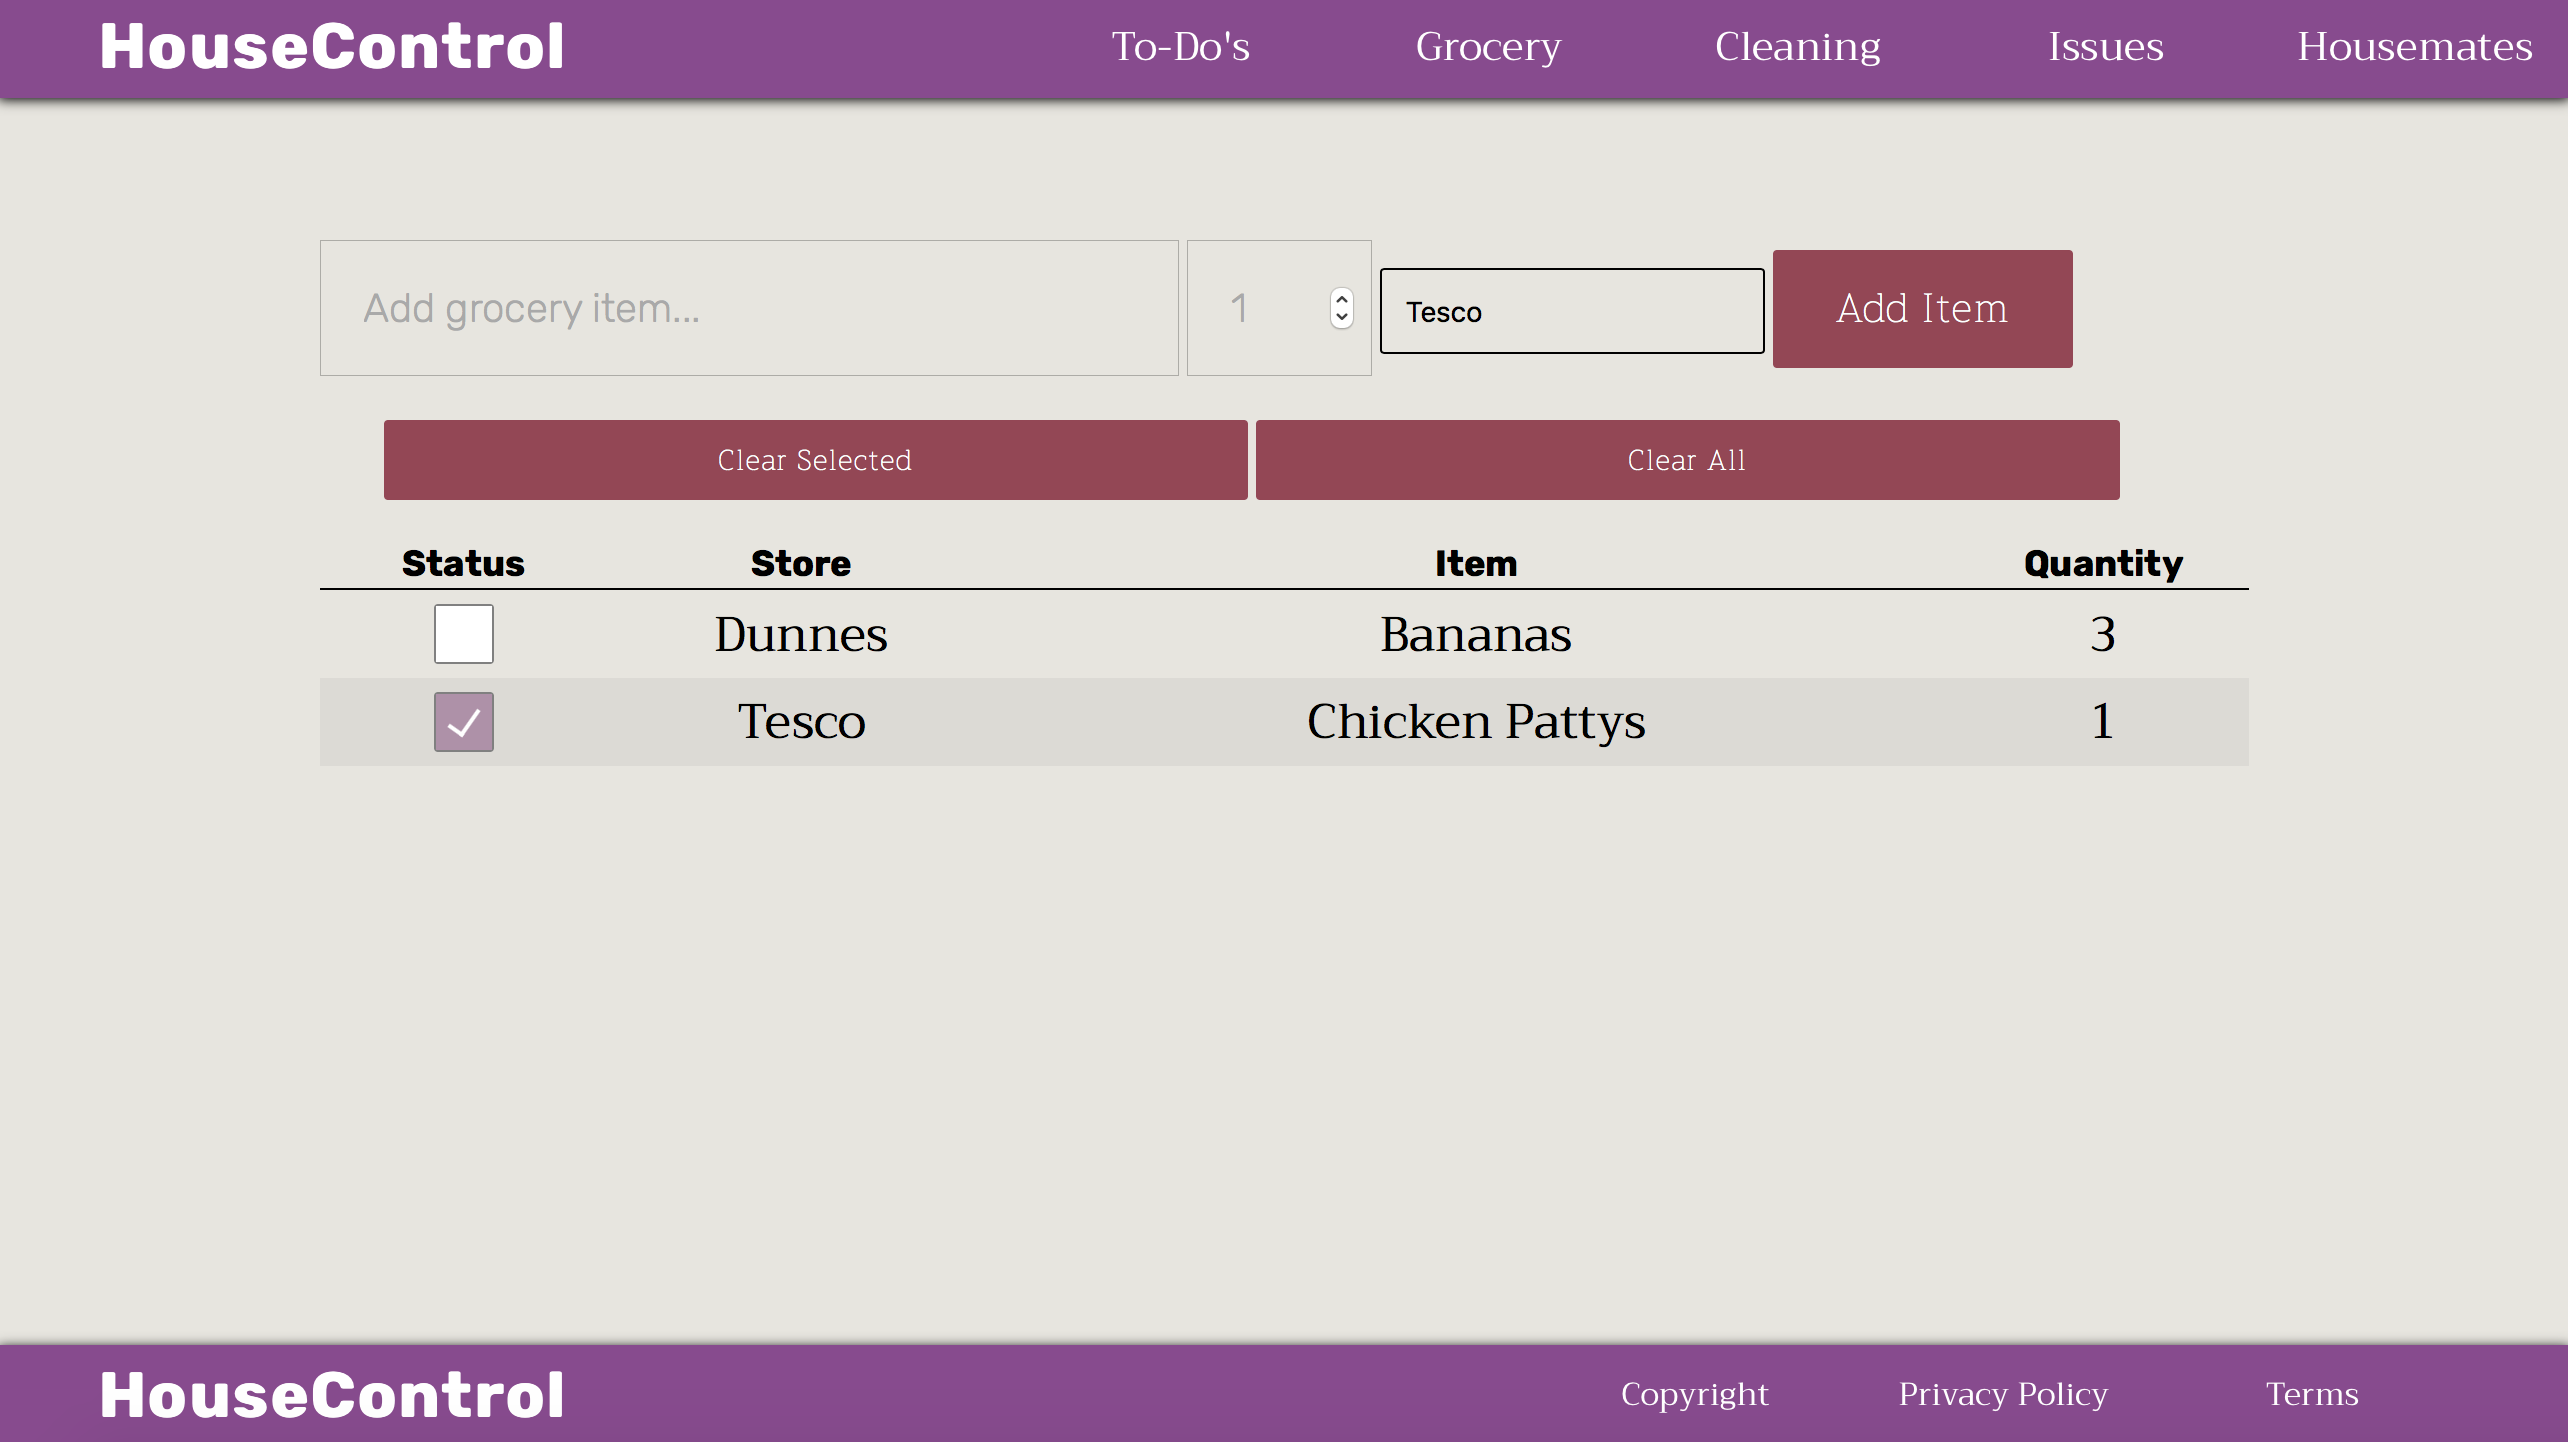 HouseControl To-Do's Grocery Cleaning Issues Housemates
Add grocery item... 1 Tesco Add Item
Clear Selected Clear All
Status Store Item Quantity
Dunnes Bananas 3
Tesco Chicken Pattys 1
HouseControl Copyright Privacy Policy Terms